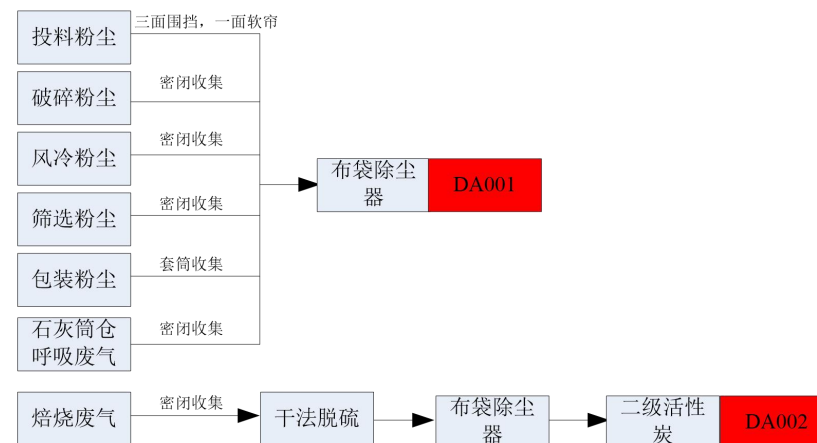 三面围挡，一面软帘
投料粉尘
密闭收集
破碎粉尘
密闭收集
风冷粉尘
布袋除尘
器
DA001
密闭收集
筛选粉尘
套筒收集
包装粉尘
石灰筒仓
呼吸废气
密闭收集
焙烧废气
密闭收集
干法脱硫
布袋除尘
器
二级活性
炭
DA002